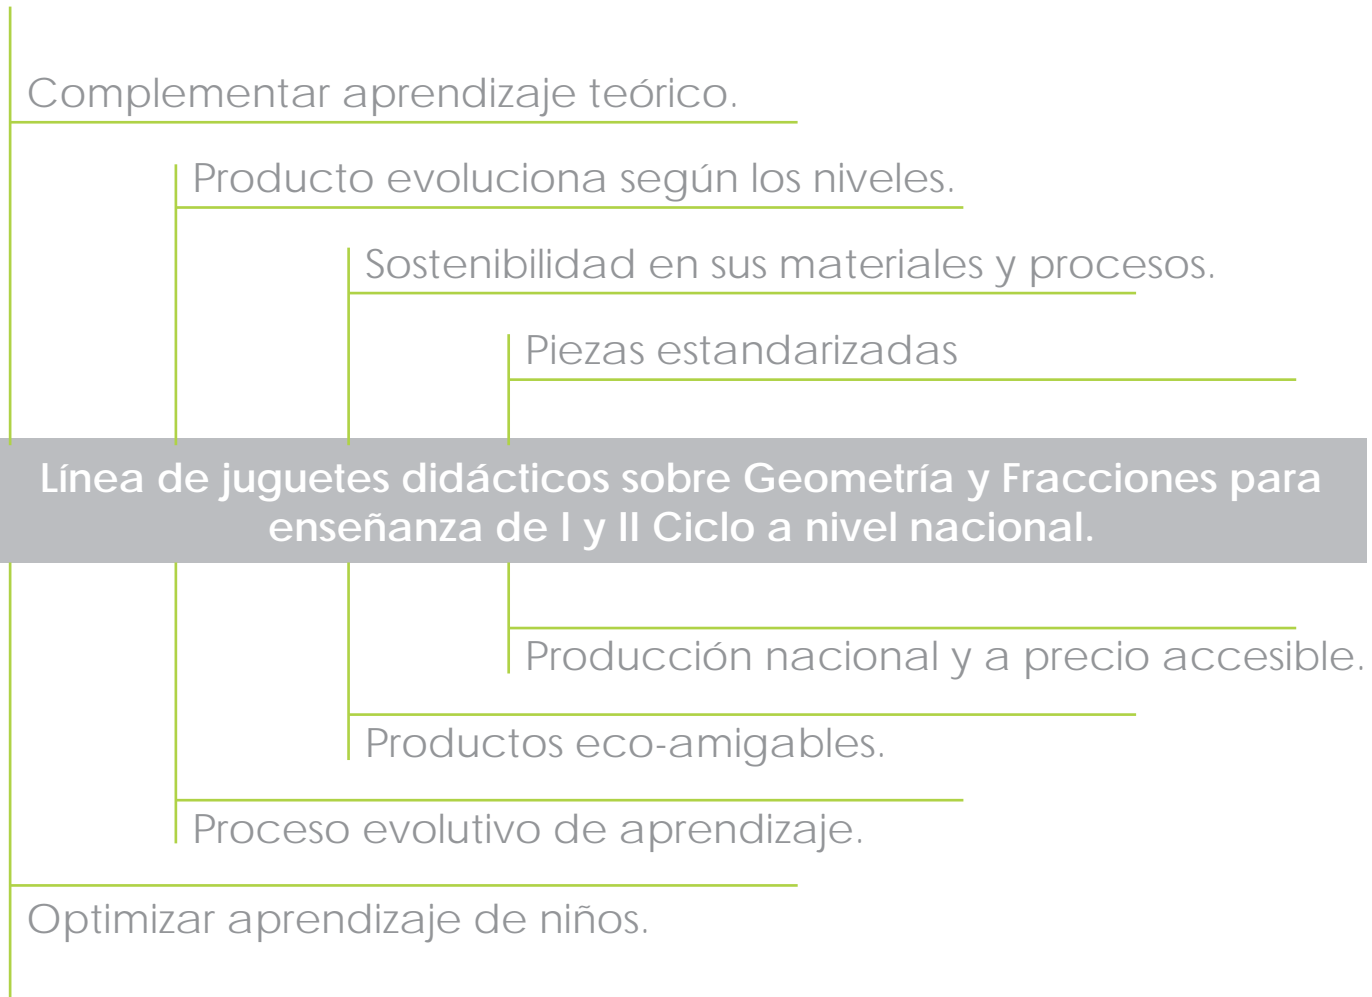 Complementar aprendizaje teórico.
Producto evoluciona según los niveles.
Sostenibilidad en sus materiales y procesos.
Piezas estandarizadas
Línea de juguetes didácticos sobre Geometría y Fracciones para
enseñanza de I y II Ciclo a nivel nacional.
Producción nacional y a precio accesible.
Productos eco-amigables.
Proceso evolutivo de aprendizaje.
Optimizar aprendizaje de niños.